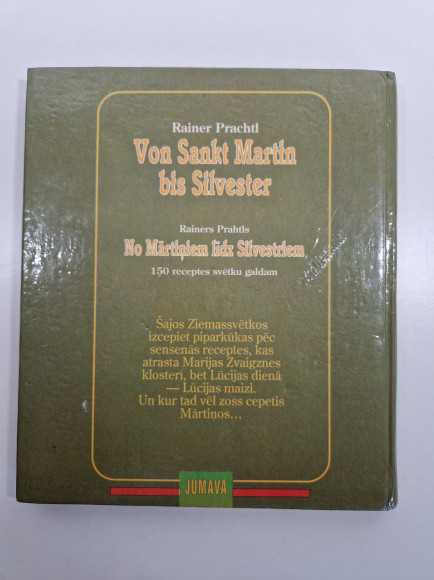 Rainer Prachtl
Von Sankt Martin
bis Silvester
Rainers Prahtls
No Mārtiņiem līdz Silvestriem
150 receptes svētku galdam
Šajos Ziemassvētkos
izcepiet piparkūkas pēc
sensenās receptes, kas
atrasta Marijas Zvaigznes
klosterī, bet Lūcijas dienā
— Lūcijas maizi.
Un kur tad vēl zoss cepetis
Mārtiņos...
JUMAVA